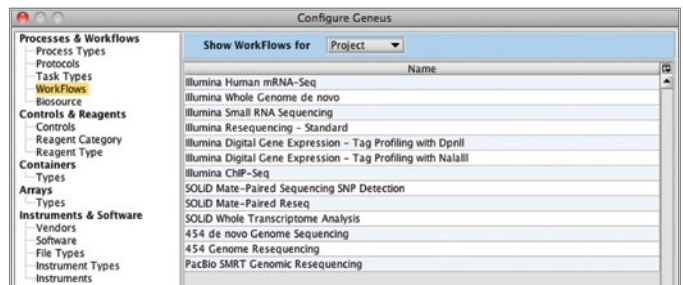 Configure Geneus
Processes & Workflows
Process Types
Protocols
Task Types
WorkFlows
Biosource
Controls & Reagents
Controls
Reagent Category
Reagent Type
Containers
Types
Arrays
Types
Instruments & Software
Vendors
Software
File Types
Instrument Types
Instruments
Show WorkFlows for Project
Name
Illumina Human mRNA-Seq
Illumina Whole Genome de novo
Illumina Small RNA Sequencing
Illumina Resequencing - Standard
Illumina Digital Gene Expression - Tag Profiling with DpnII
Illumina Digital Gene Expression - Tag Profiling with NalaIII
Illumina ChIP-Seq
SOLiD Mate-Paired Sequencing SNP Detection
SOLiD Mate-Paired Reseq
SOLiD Whole Transcriptome Analysis
454 de novo Genome Sequencing
454 Genome Resequencing
PacBio SMRT Genomic Resequencing